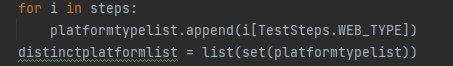 for i in steps:
    platformtypelist.append(i[TestSteps.WEB_TYPE])
distinctplatformlist = list(set(platformtypelist))